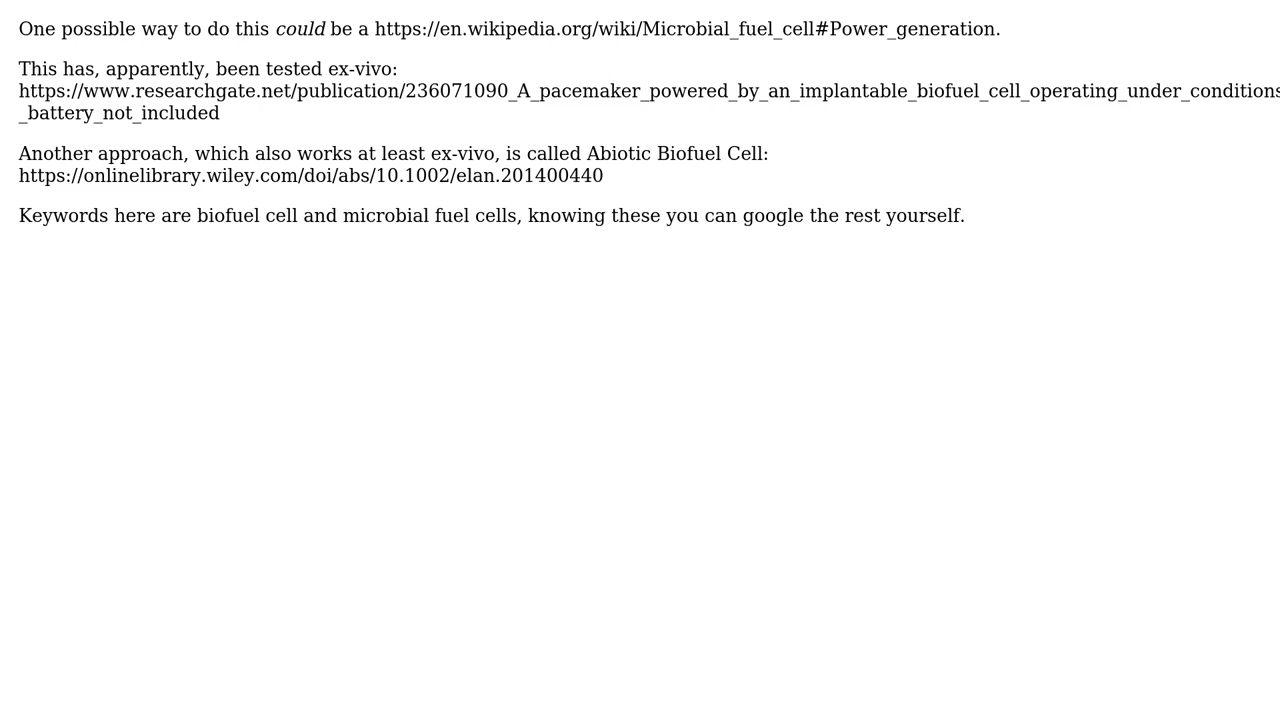 One possible way to do this could be a https://en.wikipedia.org/wiki/Microbial_fuel_cell#Power_generation.
This has, apparently, been tested ex-vivo:
https://www.researchgate.net/publication/236071090_A_pacemaker_powered_by_an_implantable_biofuel_cell_operating_under_conditions
_battery_not_included
Another approach, which also works at least ex-vivo, is called Abiotic Biofuel Cell:
https://onlinelibrary.wiley.com/doi/abs/10.1002/elan.201400440
Keywords here are biofuel cell and microbial fuel cells, knowing these you can google the rest yourself.